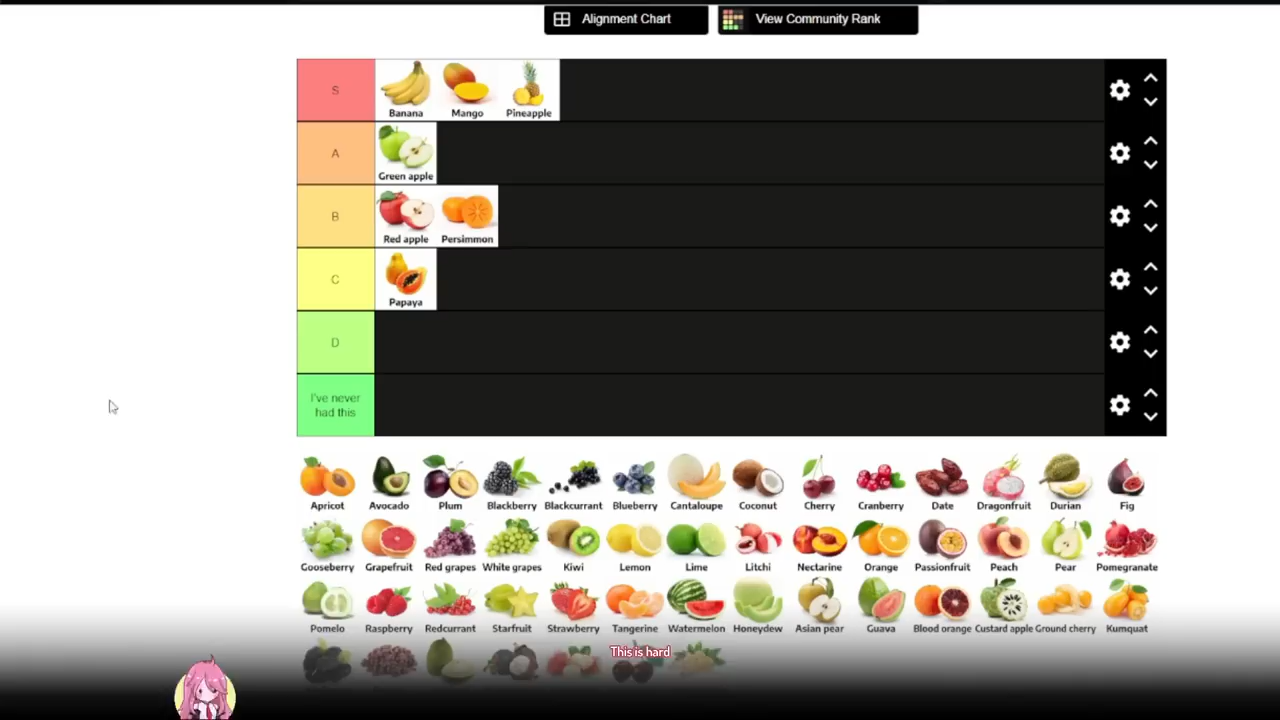 Alignment Chart View Community Rank
S
Banana Mango Pineapple
A
Green apple
B
Red apple Persimmon
C
Papaya
D
I've never
had this
Apricot Avocado Plum Blackberry Blackcurrant Blueberry Cantaloupe Coconut Cherry Cranberry Date Dragonfruit Durian Fig
Gooseberry Grapefruit Red grapes White grapes Kiwi Lemon Lime Litchi Nectarine Orange Passionfruit Peach Pear Pomegranate
Pomelo Raspberry Redcurrant Starfruit Strawberry Tangerine Watermelon Honeydew Asian pear Guava Blood orange Custard apple Ground cherry Kumquat
This is hard